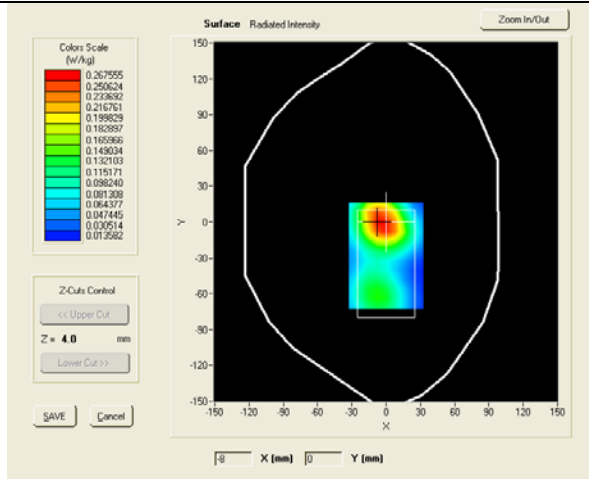 Surface Radiated Intensity
Zoom In/Out
Colors Scale
(W/kg)
0.267555
0.250624
0.233692
0.216761
0.199829
0.182897
0.165966
0.149034
0.132103
0.115171
0.098240
0.081308
0.064377
0.047445
0.030514
0.013582
Z-Cuts Control
<< Upper Cut
Z = 4.0 mm
Lower Cut >>
SAVE Cancel
150
120
90
60
30
0
-30
-60
-90
-120
-150
Y
-150 -120 -90 -60 -30 0 30 60 90 120 150
X
-8 X (mm) 0 Y (mm)